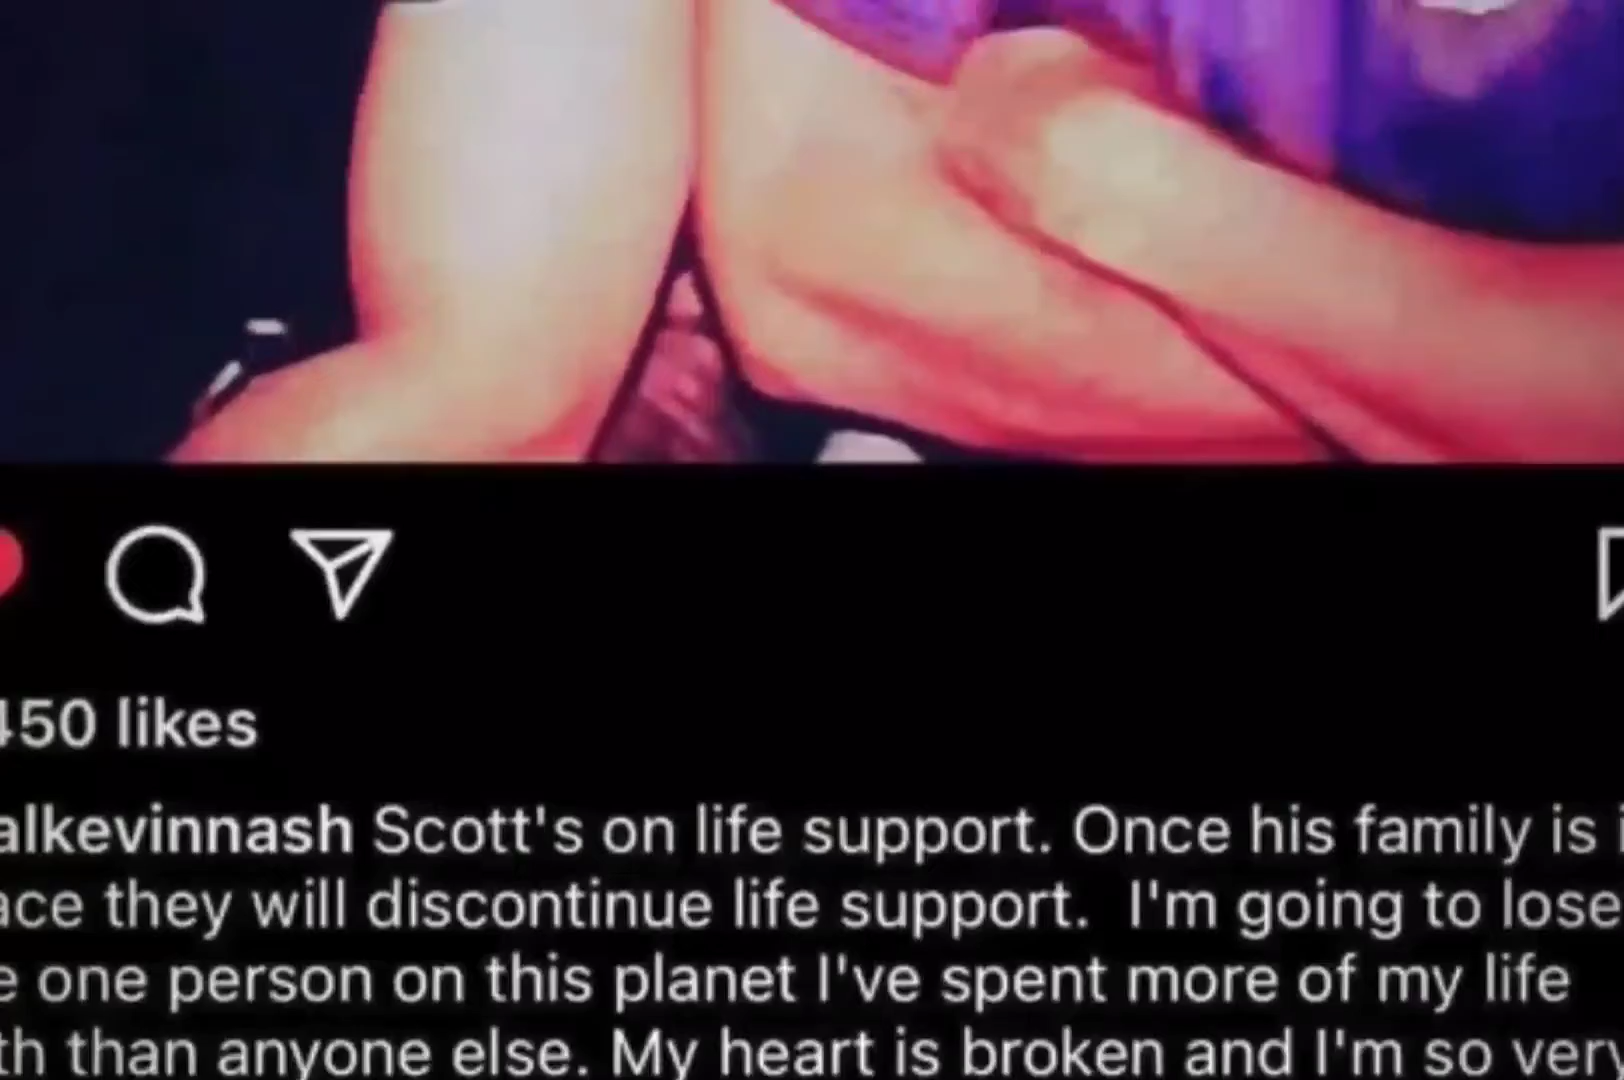 450 likes
alkevinnash Scott's on life support. Once his family is i
ace they will discontinue life support. I'm going to lose
e one person on this planet I've spent more of my life
th than anyone else. My heart is broken and I'm so very